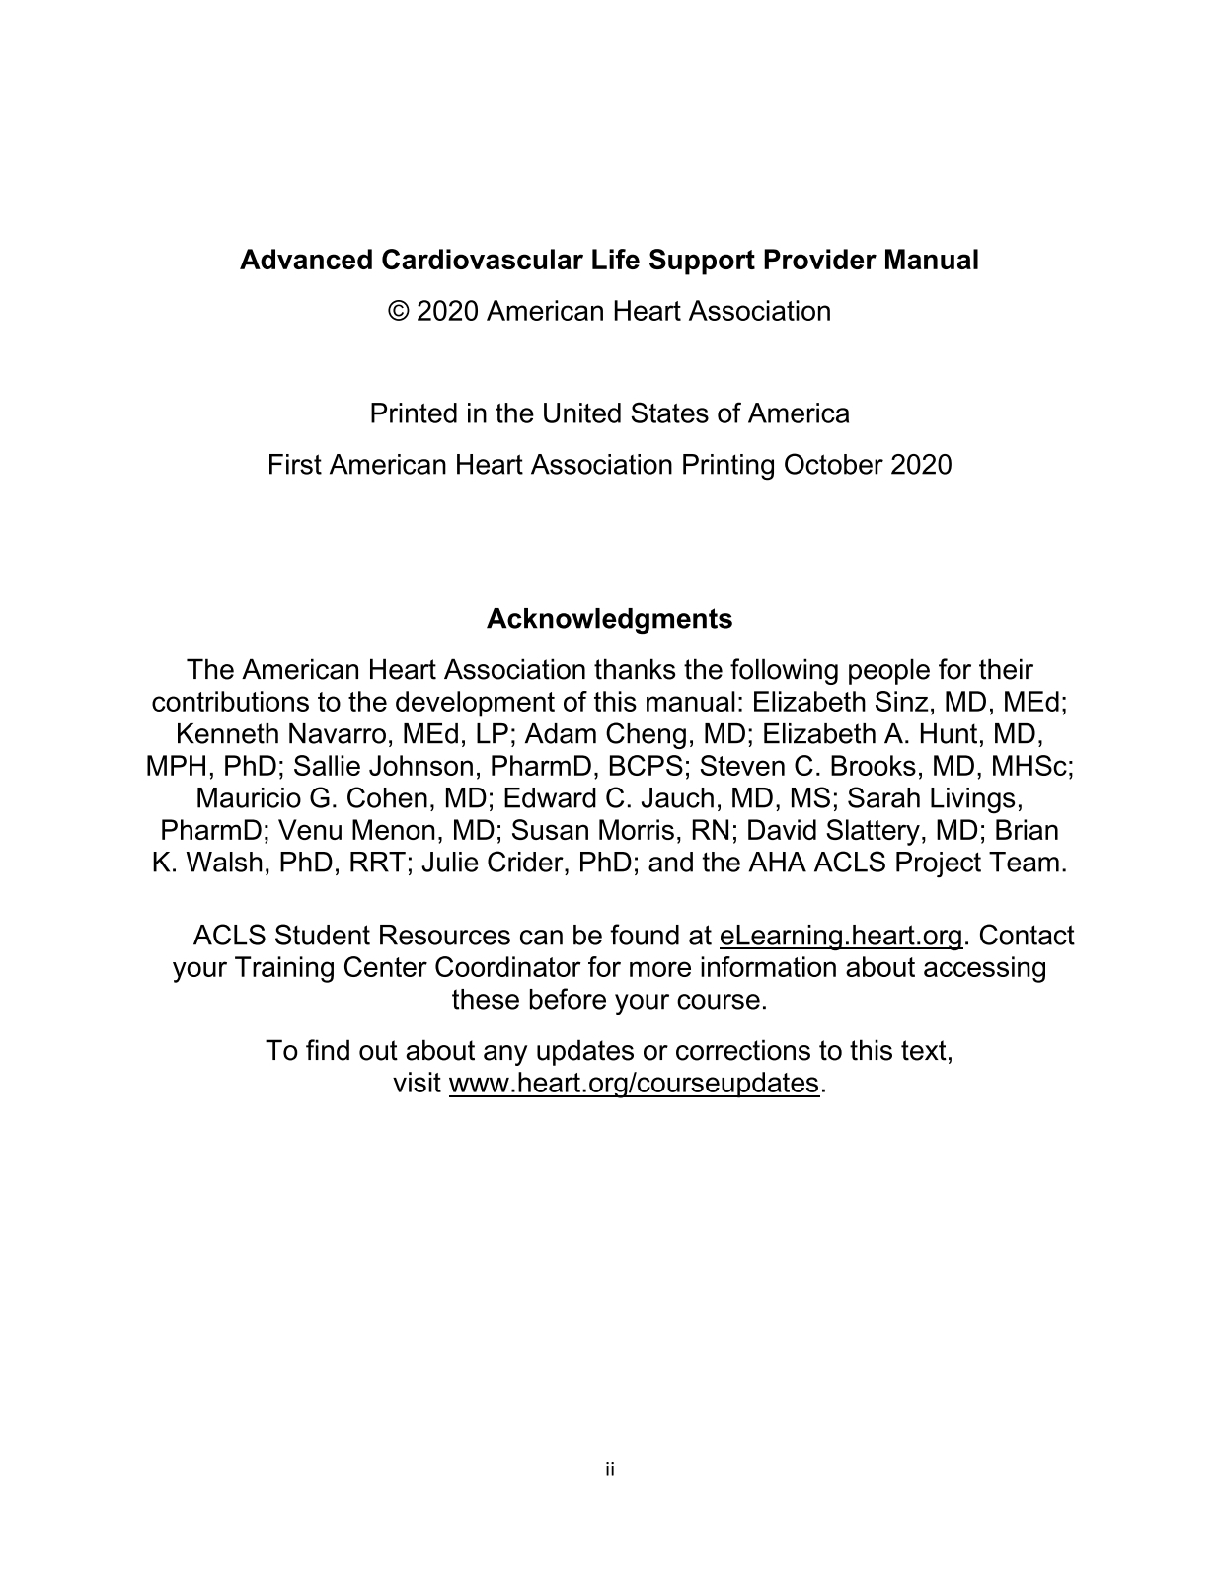 Advanced Cardiovascular Life Support Provider Manual
© 2020 American Heart Association
Printed in the United States of America
First American Heart Association Printing October 2020
Acknowledgments
The American Heart Association thanks the following people for their
contributions to the development of this manual: Elizabeth Sinz, MD, MEd;
Kenneth Navarro, MEd, LP; Adam Cheng, MD; Elizabeth A. Hunt, MD,
MPH, PhD; Sallie Johnson, PharmD, BCPS; Steven C. Brooks, MD, MHSc;
Mauricio G. Cohen, MD; Edward C. Jauch, MD, MS; Sarah Livings,
PharmD; Venu Menon, MD; Susan Morris, RN; David Slattery, MD; Brian
K. Walsh, PhD, RRT; Julie Crider, PhD; and the AHA ACLS Project Team.
ACLS Student Resources can be found at eLearning.heart.org. Contact
your Training Center Coordinator for more information about accessing
these before your course.
To find out about any updates or corrections to this text,
visit www.heart.org/courseupdates.
ii